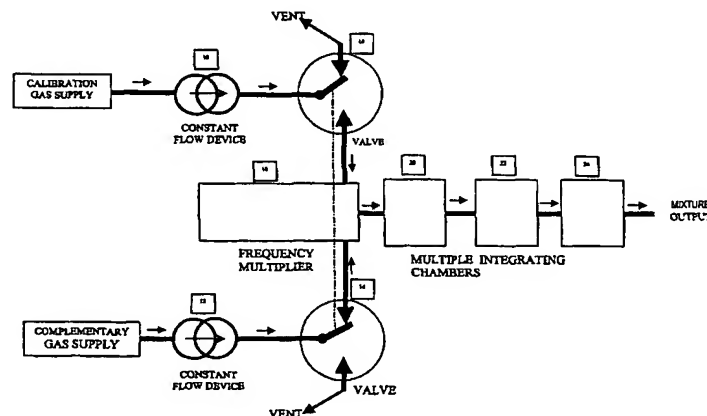 VENT
CALIBRATION
GAS SUPPLY
CONSTANT
FLOW DEVICE
VALVE
FREQUENCY
MULTIPLIER
MULTIPLE INTEGRATING
CHAMBERS
MIXTURE
OUTPUT
COMPLEMENTARY
GAS SUPPLY
CONSTANT
FLOW DEVICE
VENT
VALVE